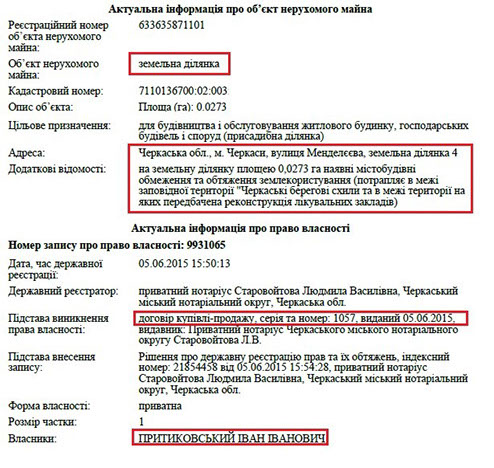 Актуальна інформація про об'єкт нерухомого майна
Реєстраційний номер об'єкта нерухомого майна: 633635871101
Об'єкт нерухомого майна: земельна ділянка
Кадастровий номер: 7110136700:02:003
Опис об'єкта: Площа (га): 0.0273
Цільове призначення: для будівництва і обслуговування житлового будинку, господарських
будівель і споруд (присадибна ділянка)
Адреса: Черкаська обл., м. Черкаси, вулиця Менделєєва, земельна ділянка 4
Додаткові відомості: на земельну ділянку площею 0,0273 га наявні містобудівні
обмеження та обтяження землекористування (потрапляє в межі
заповідної території "Черкаські берегові схили та в межі території на
яких передбачена реконструкція лікувальних закладів)
Актуальна інформація про право власності
Номер запису про право власності: 9931065
Дата, час державної реєстрації: 05.06.2015 15:50:13
Державний реєстратор: приватний нотаріус Старовойтова Людмила Василівна, Черкаський
міський нотаріальний округ, Черкаська обл.
Підстава виникнення права власності: договір купівлі-продажу, серія та номер: 1057, виданий 05.06.2015,
видавник: Приватний нотаріус Черкаського міського нотаріального
округу Старовойтова Л.В.
Підстава внесення запису: Рішення про державну реєстрацію прав та їх обтяжень, індексний
номер: 21854458 від 05.06.2015 15:54:28, приватний нотаріус
Старовойтова Людмила Василівна, Черкаський міський нотаріальний
округ, Черкаська обл.
Форма власності: приватна
Розмір частки: 1
Власники: ПРИТИКОВСЬКИЙ ІВАН ІВАНОВИЧ